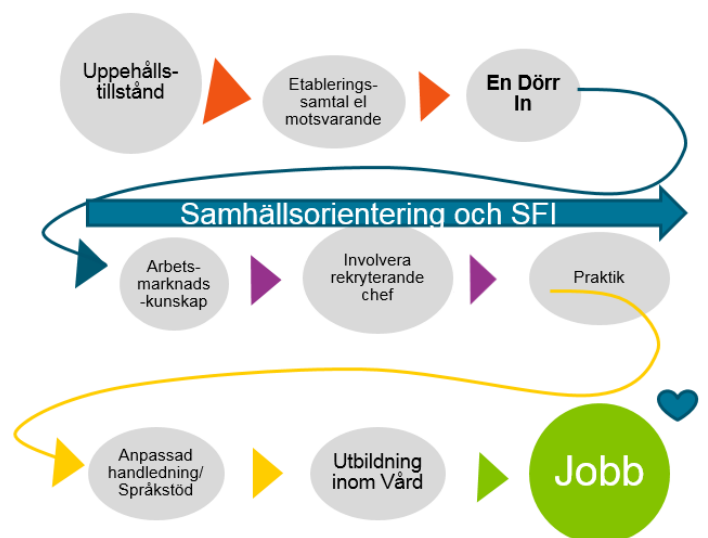 Uppehålls-
tillstånd
Etablerings-
samtal el
motsvarande
En Dörr
In
Samhällsorientering och SFI
Arbets-
marknads
-kunskap
Involvera
rekryterande
chef
Praktik
Anpassad
handledning/
Språkstöd
Utbildning
inom Vård
Jobb